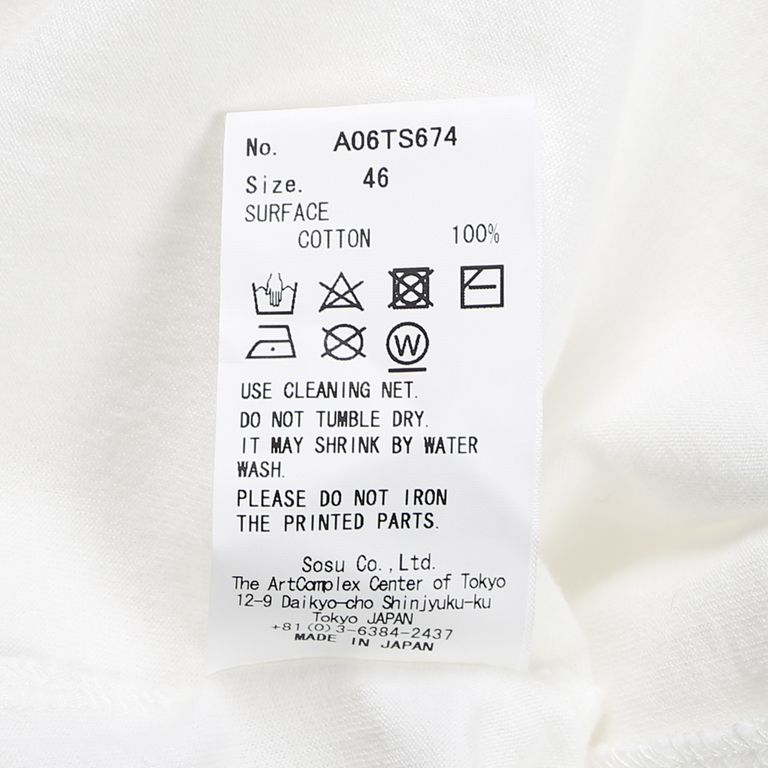 No. A06TS674
Size. 46
SURFACE
COTTON 100%
W
USE CLEANING NET.
DO NOT TUMBLE DRY.
IT MAY SHRINK BY WATER
WASH.
PLEASE DO NOT IRON
THE PRINTED PARTS.
Sosu Co.,Ltd.
The ArtComplex Center of Tokyo
12-9 Daikyo-cho Shinjyuku-ku
Tokyo JAPAN
+81(0)3-6384-2437
MADE IN JAPAN